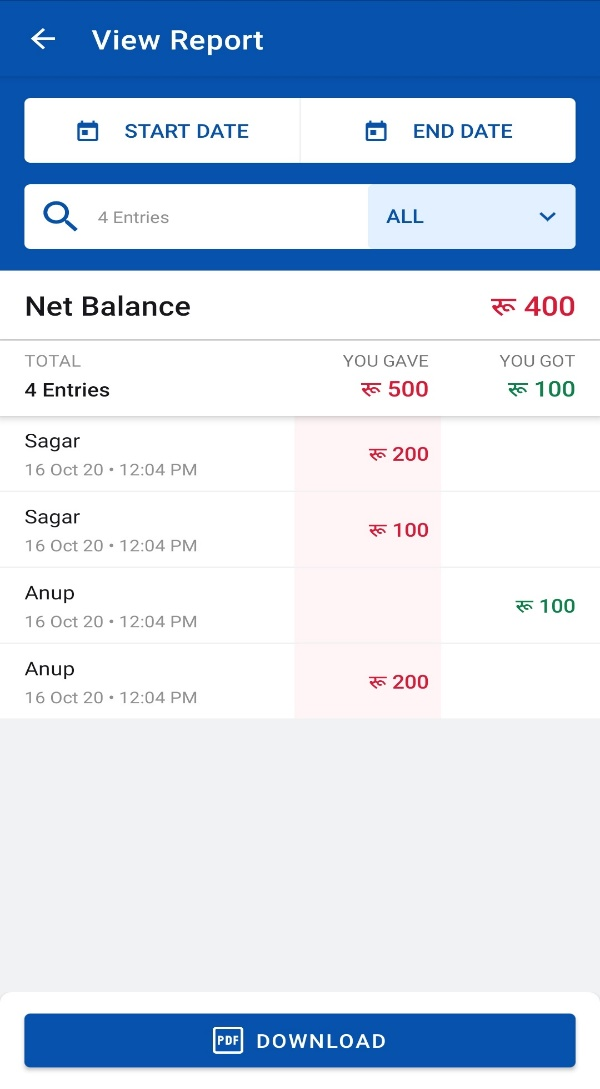 View Report
START DATE
END DATE
4 Entries
ALL
Net Balance
रू 400
TOTAL
YOU GAVE
YOU GOT
4 Entries
रू 500
रू 100
Sagar
16 Oct 20 • 12:04 PM
रू 200
Sagar
16 Oct 20 • 12:04 PM
रू 100
Anup
16 Oct 20 • 12:04 PM
रू 100
Anup
16 Oct 20 • 12:04 PM
रू 200
PDF DOWNLOAD